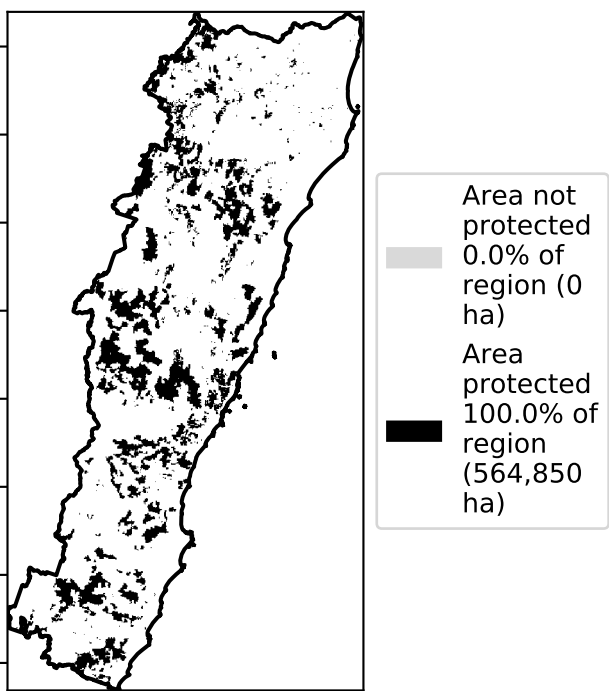 Area not
protected
0.0% of
region (0
ha)
Area
protected
100.0% of
region
(564,850
ha)